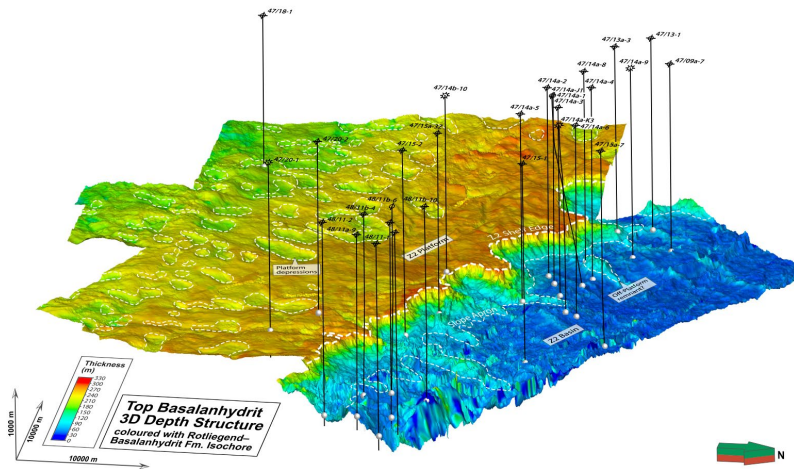 47/18-1
47/13-1
47/15a-3
47/09a-7
47/14a-8
47/14a-9
47/14a-2
47/14a-4
47/14a-J1
47/14b-10
47/14a-1
47/14a-3
47/14a-5
47/14a-K3
47/14a-6
47/15a-32
47/20-2
47/15-2
47/15a-7
47/20-1
47/15-1
48/11b-6
48/11b-10
48/11b-4
48/11-2
48/11a-9
48/11-1
Z2 Shelf Edge
Z2 Platform
Platform
depressions
Off-Platform
remnant?
Slope Apron
Z2 Basin
Thickness
(m)
330
300
270
240
210
180
150
120
90
60
30
0
Top Basalanhydrit
3D Depth Structure
coloured with Rotliegend–
Basalanhydrit Fm. Isochore
1000 m
10000 m
10000 m
N